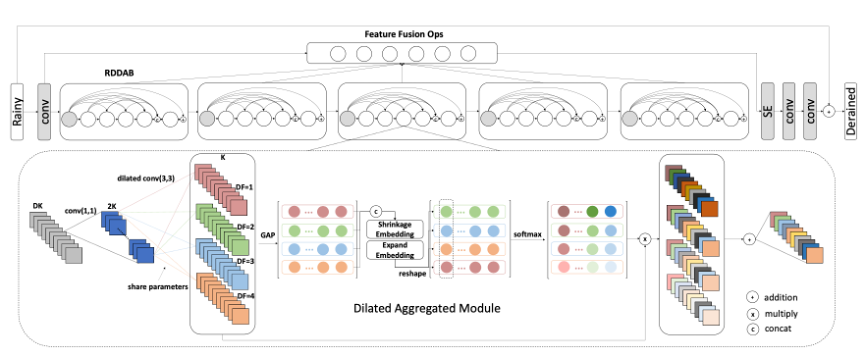 Feature Fusion Ops
RDDAB
Rainy
conv
SE
conv
conv
Derained
K
dilated conv(3,3)
DK
conv(1,1)
2K
DF=1
DF=2
DF=3
DF=4
share parameters
GAP
c
Shrinkage
Embedding
Expand
Embedding
reshape
softmax
x
+
Dilated Aggregated Module
+ addition
x multiply
c concat